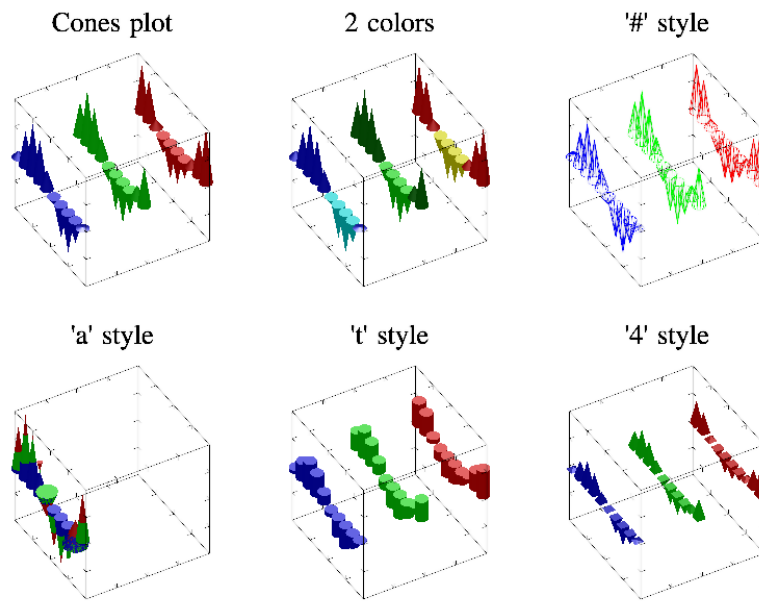 Cones plot
2 colors
'#' style
'a' style
't' style
'4' style